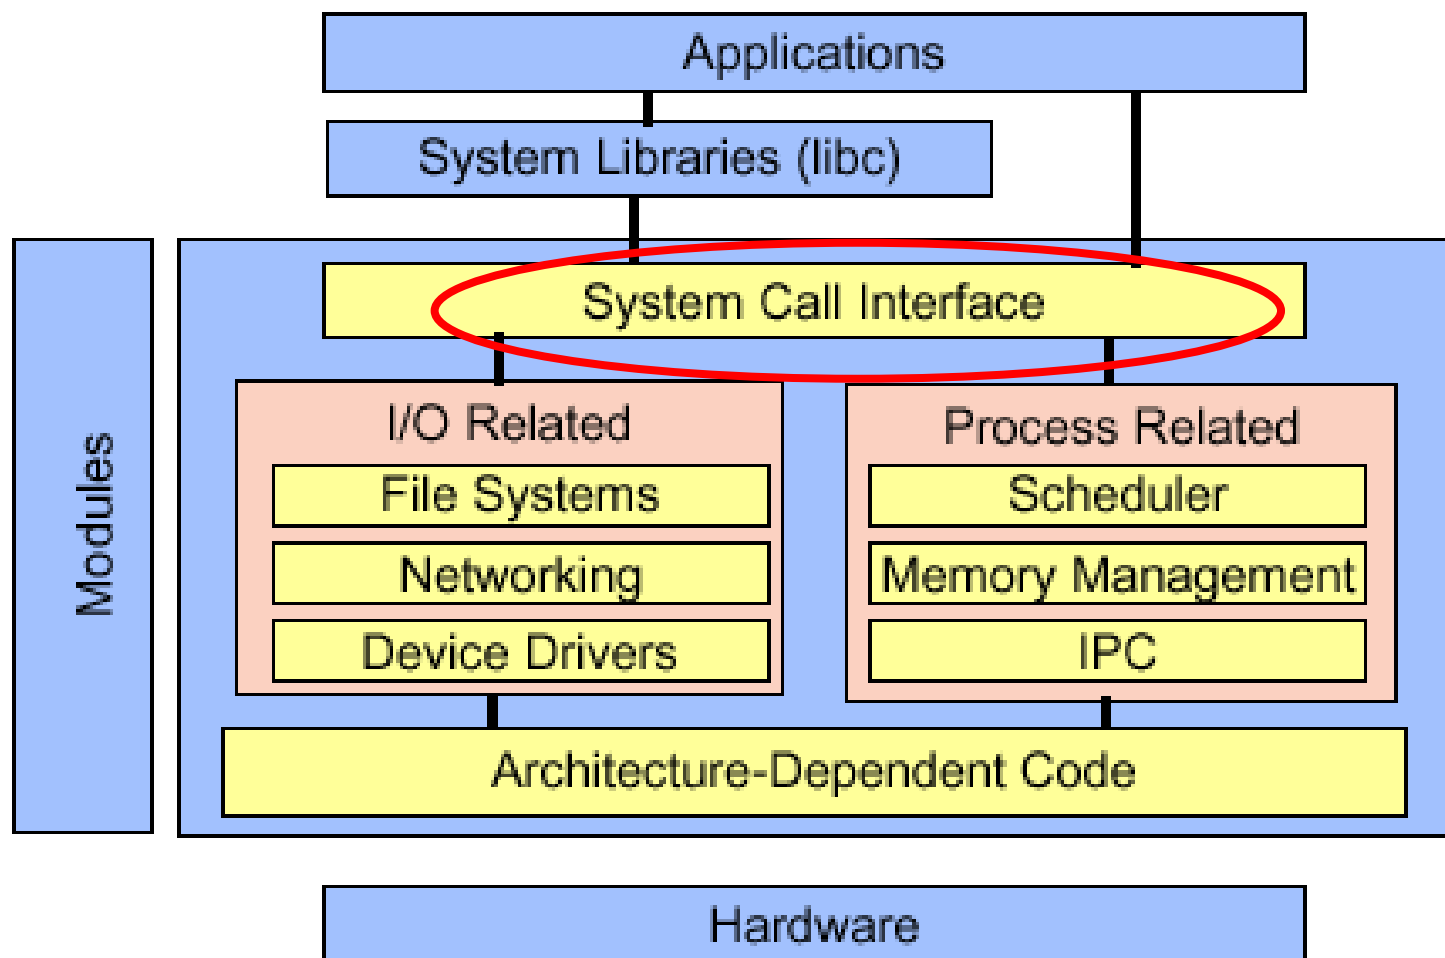 Applications
System Libraries (libc)
System Call Interface
Modules
I/O Related
File Systems
Networking
Device Drivers
Process Related
Scheduler
Memory Management
IPC
Architecture-Dependent Code
Hardware